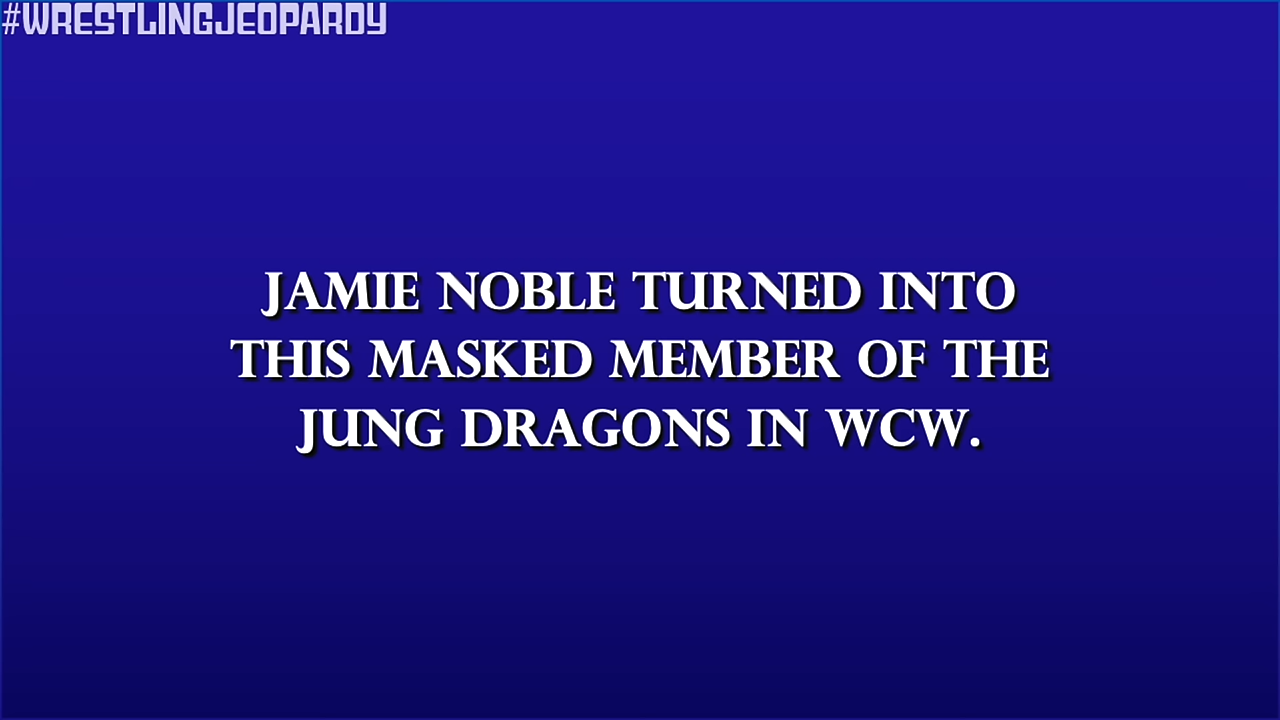 #WRESTLINGJEOPARDY
JAMIE NOBLE TURNED INTO
THIS MASKED MEMBER OF THE
JUNG DRAGONS IN WCW.